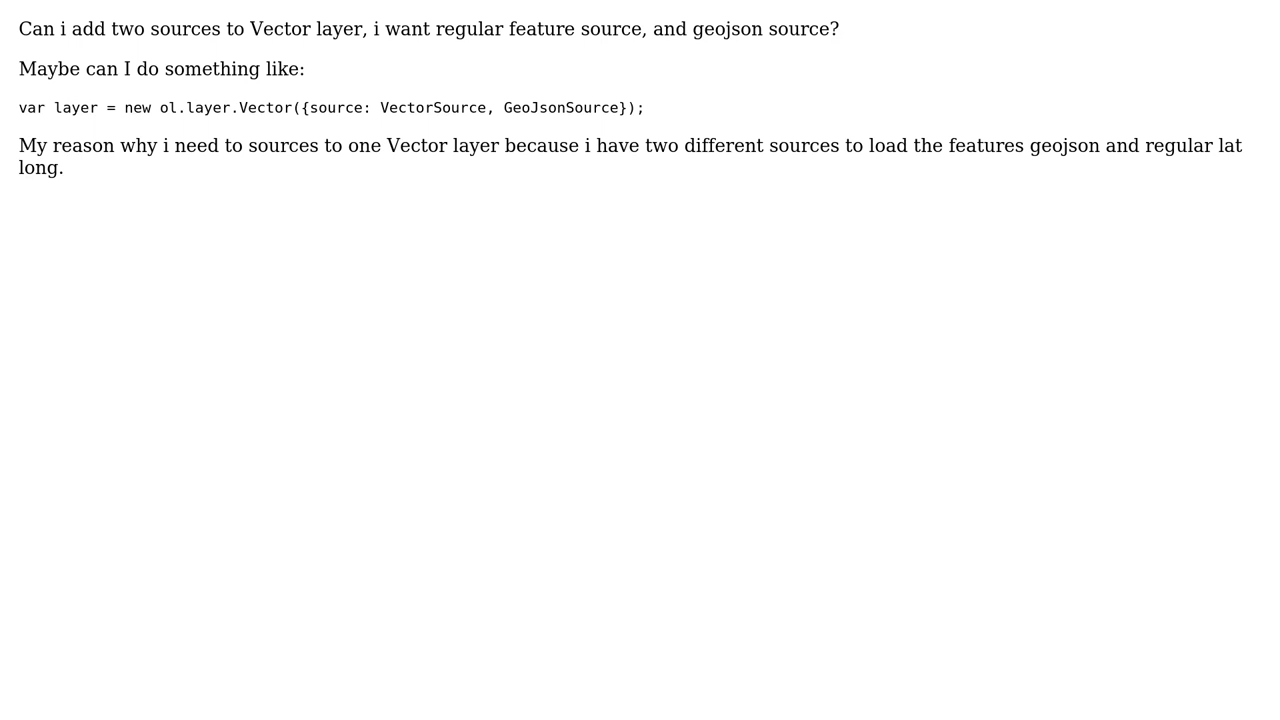 Can i add two sources to Vector layer, i want regular feature source, and geojson source?
Maybe can I do something like:
var layer = new ol.layer.Vector({source: VectorSource, GeoJsonSource});
My reason why i need to sources to one Vector layer because i have two different sources to load the features geojson and regular lat
long.